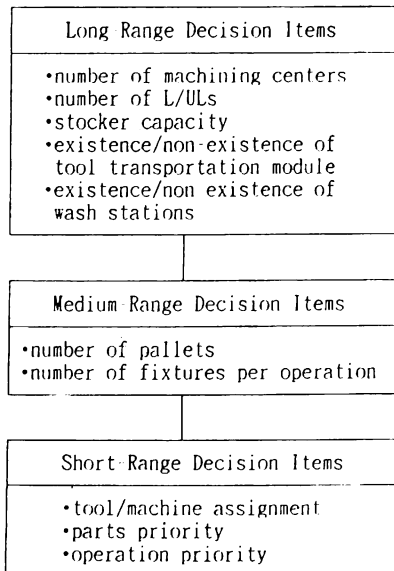 Long Range Decision Items
•number of machining centers
•number of L/ULs
•stocker capacity
•existence/non-existence of
tool transportation module
•existence/non existence of
wash stations
Medium-Range Decision Items
•number of pallets
•number of fixtures per operation
Short-Range Decision Items
•tool/machine assignment
•parts priority
•operation priority